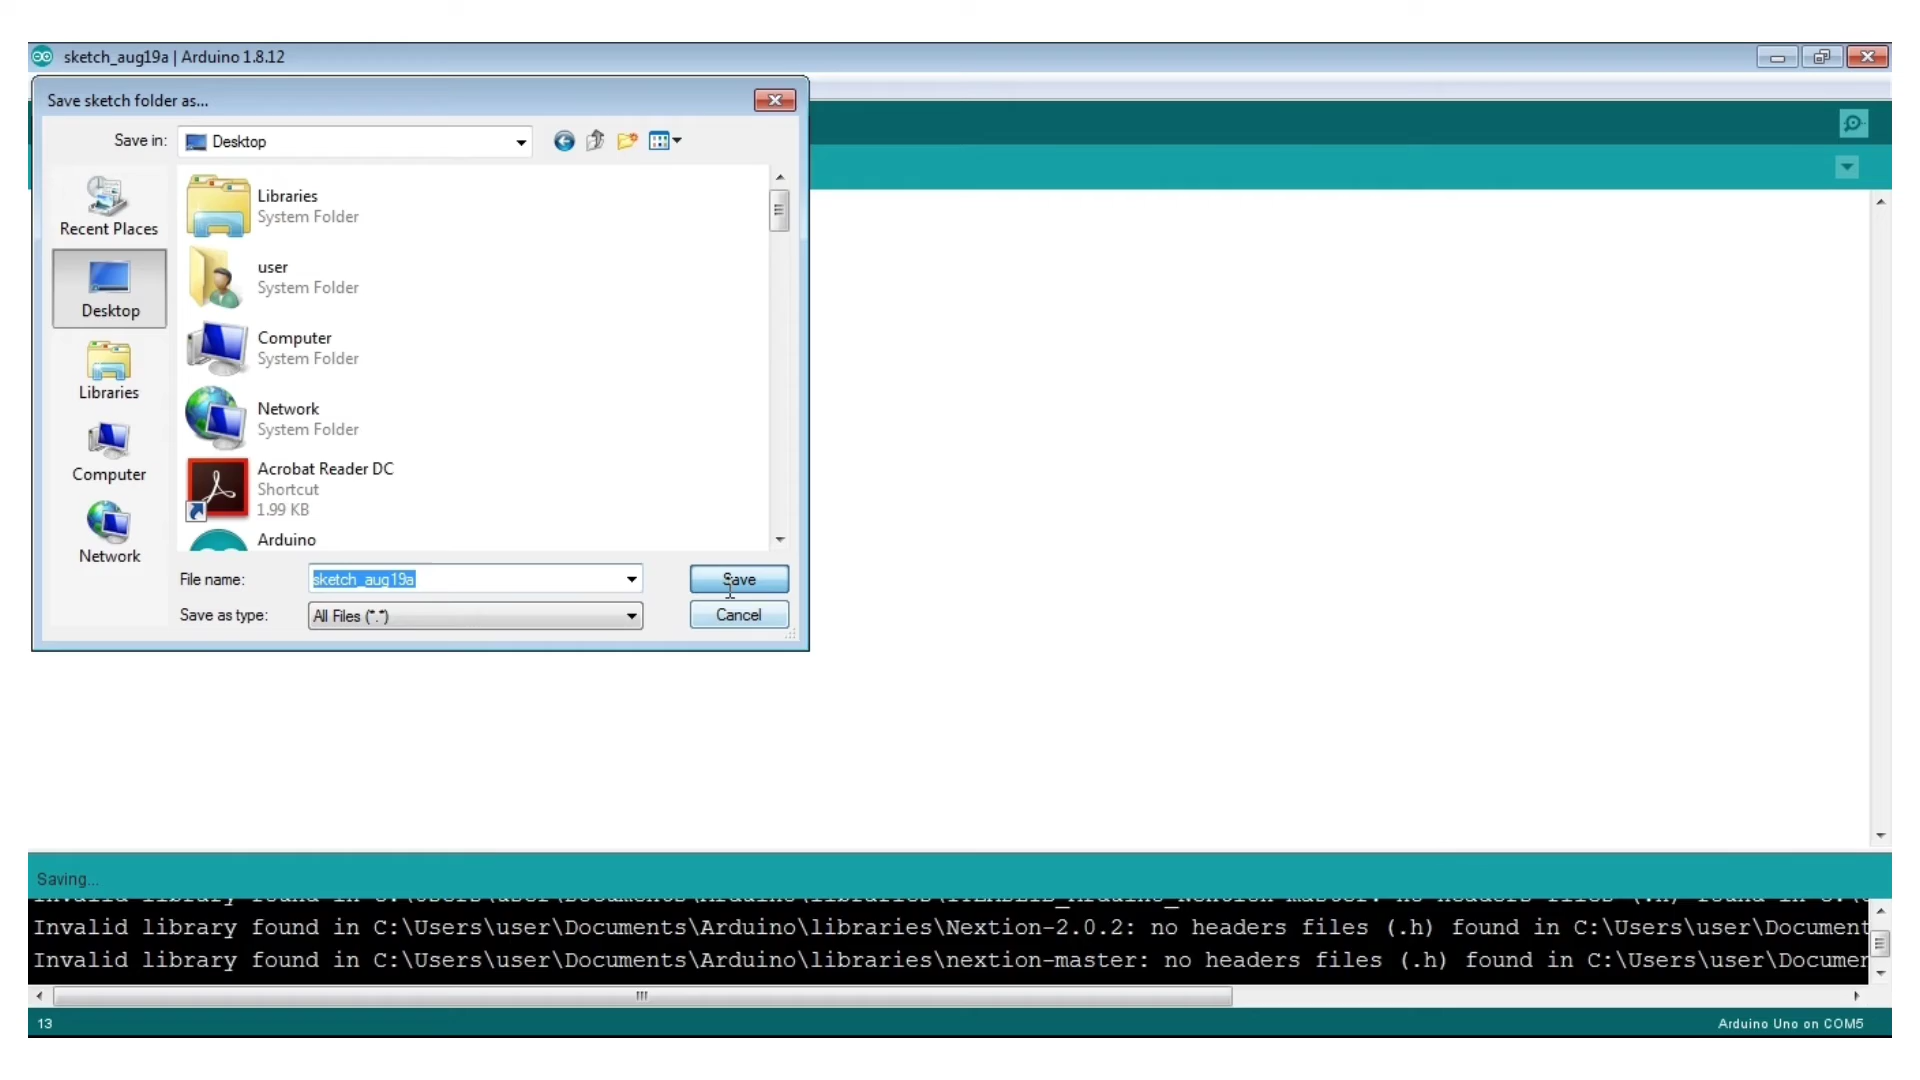 sketch_aug19a | Arduino 1.8.12
Save sketch folder as...
Save in:
Desktop
Recent Places
Desktop
Libraries
Computer
Network
Libraries
System Folder
user
System Folder
Computer
System Folder
Network
System Folder
Acrobat Reader DC
Shortcut
1.99 KB
Arduino
File name:
sketch_aug19a
Save
Save as type:
All Files (*.*)
Cancel
Saving...
Invalid library found in C:\Users\user\Documents\Arduino\libraries\Nextion-2.0.2: no headers files (.h) found in C:\Users\user\Document
Invalid library found in C:\Users\user\Documents\Arduino\libraries\nextion-master: no headers files (.h) found in C:\Users\user\Documen
13
Arduino Uno on COM5